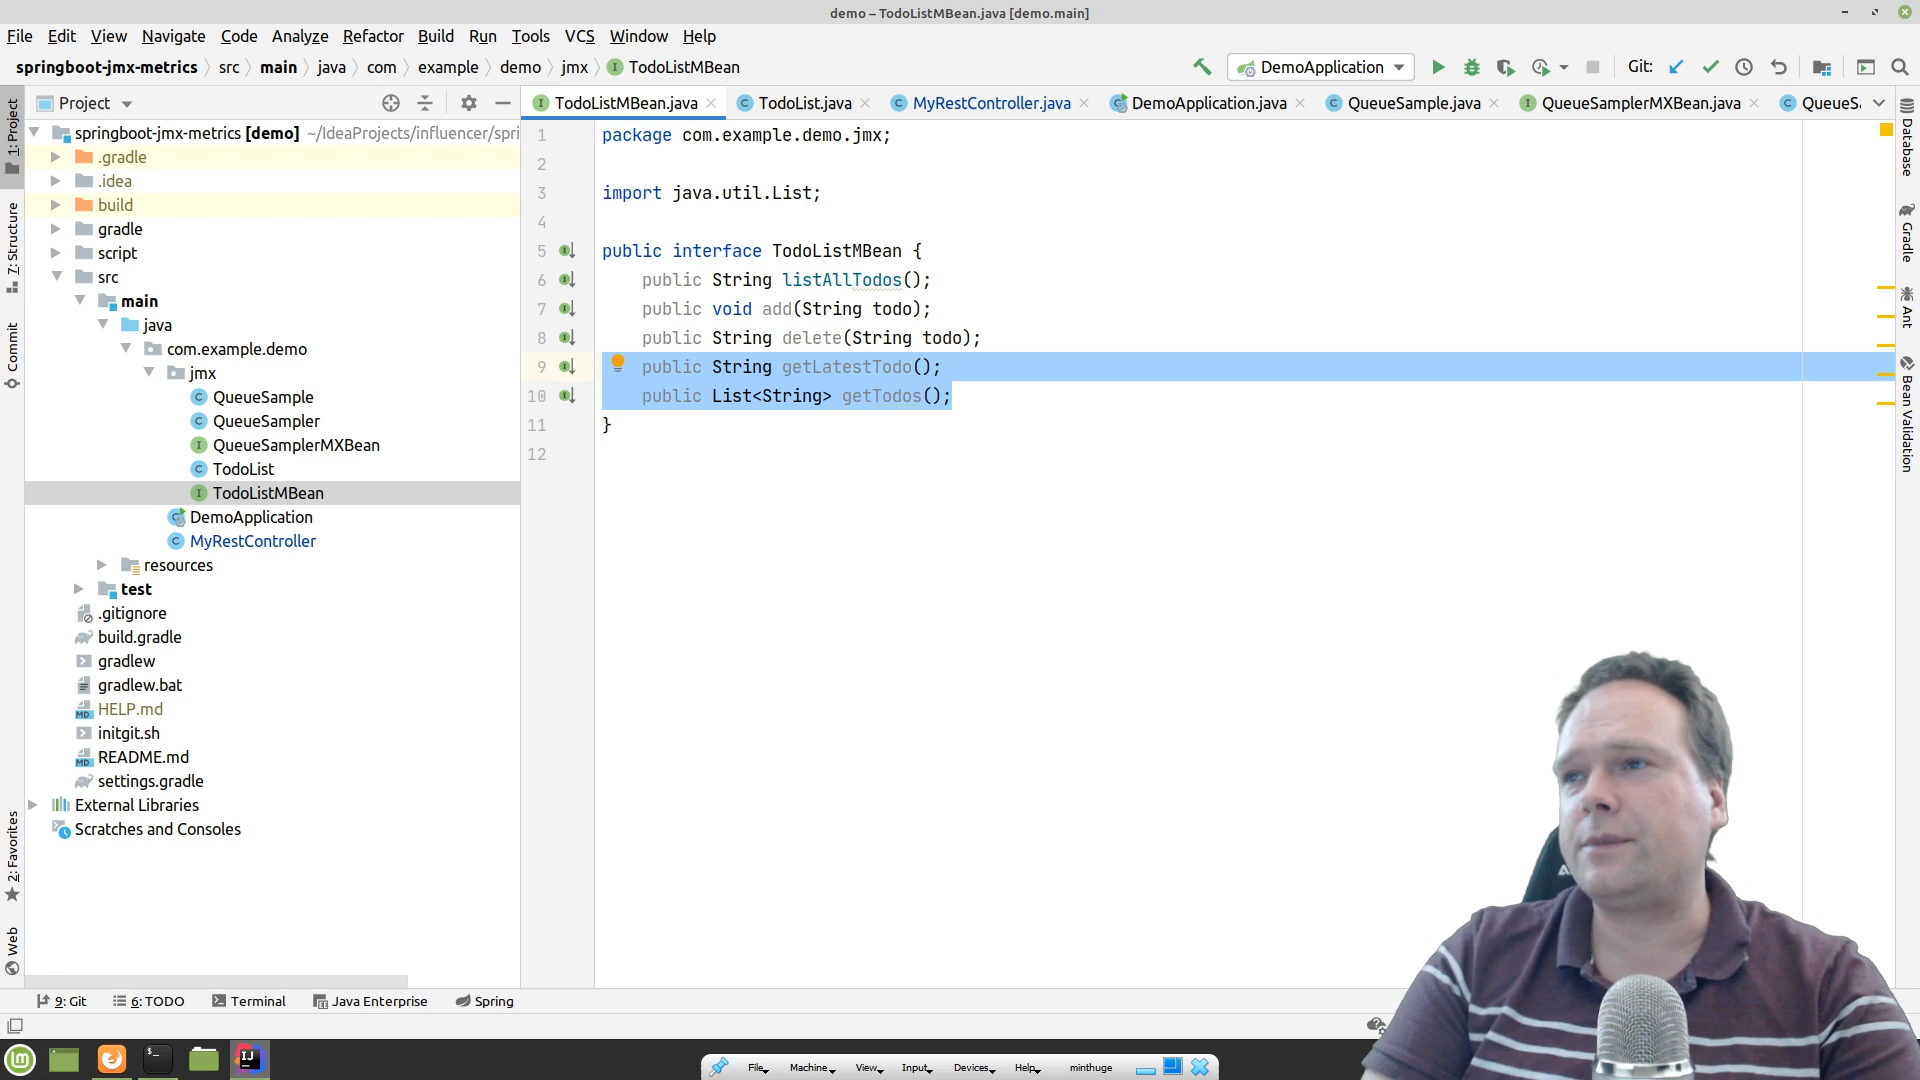 demo – TodoListMBean.java [demo.main]
File Edit View Navigate Code Analyze Refactor Build Run Tools VCS Window Help
springboot-jmx-metrics src main java com example demo jmx TodoListMBean
DemoApplication
Git:
Project
TodoListMBean.java
TodoList.java
MyRestController.java
DemoApplication.java
QueueSample.java
QueueSamplerMXBean.java
QueueSa
1: Project
7: Structure
Commit
2: Favorites
Web
springboot-jmx-metrics [demo] ~/IdeaProjects/influencer/spri
.gradle
.idea
build
gradle
script
src
main
java
com.example.demo
jmx
QueueSample
QueueSampler
QueueSamplerMXBean
TodoList
TodoListMBean
DemoApplication
MyRestController
resources
test
.gitignore
build.gradle
gradlew
gradlew.bat
HELP.md
initgit.sh
README.md
settings.gradle
External Libraries
Scratches and Consoles
1 package com.example.demo.jmx;
2
3 import java.util.List;
4
5 public interface TodoListMBean {
6 public String listAllTodos();
7 public void add(String todo);
8 public String delete(String todo);
9 public String getLatestTodo();
10 public List<String> getTodos();
11 }
12
Database
Gradle
Ant
Bean Validation
9: Git 6: TODO Terminal Java Enterprise Spring
File Machine View Input Devices Help minthuge